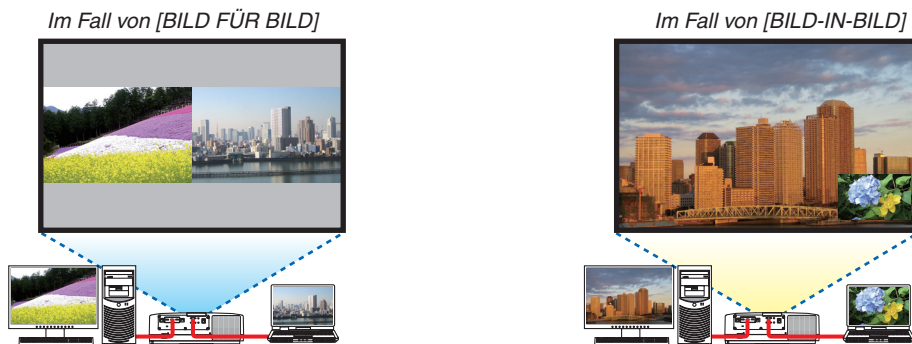 Im Fall von [BILD FÜR BILD]
Im Fall von [BILD-IN-BILD]